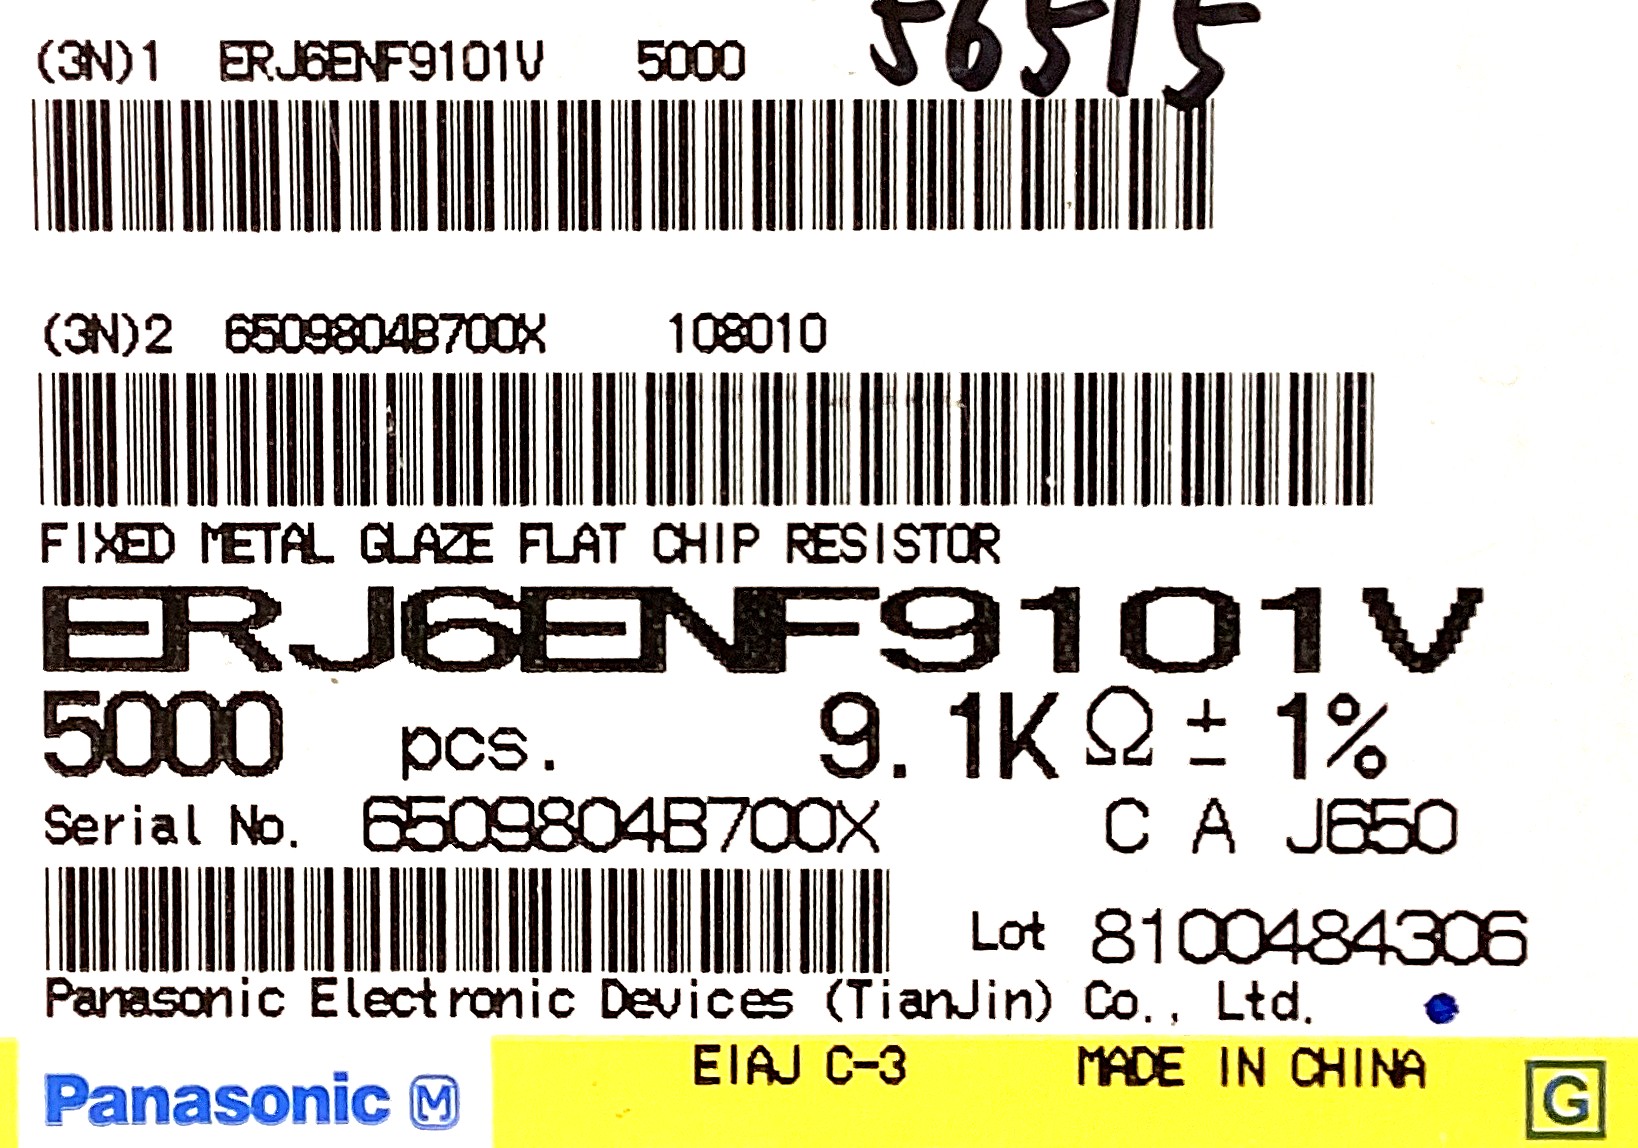 56515
(3N)1 ERJ6ENF9101V 5000
(3N)2 6509804B700X 108010
FIXED METAL GLAZE FLAT CHIP RESISTOR
ERJ6ENF9101V
5000 pcs. 9.1KΩ ± 1%
Serial No. 6509804B700X C A J650
Lot 8100484306
Panasonic Electronic Devices (TianJin) Co., Ltd.
EIAJ C-3 MADE IN CHINA
Panasonic M G